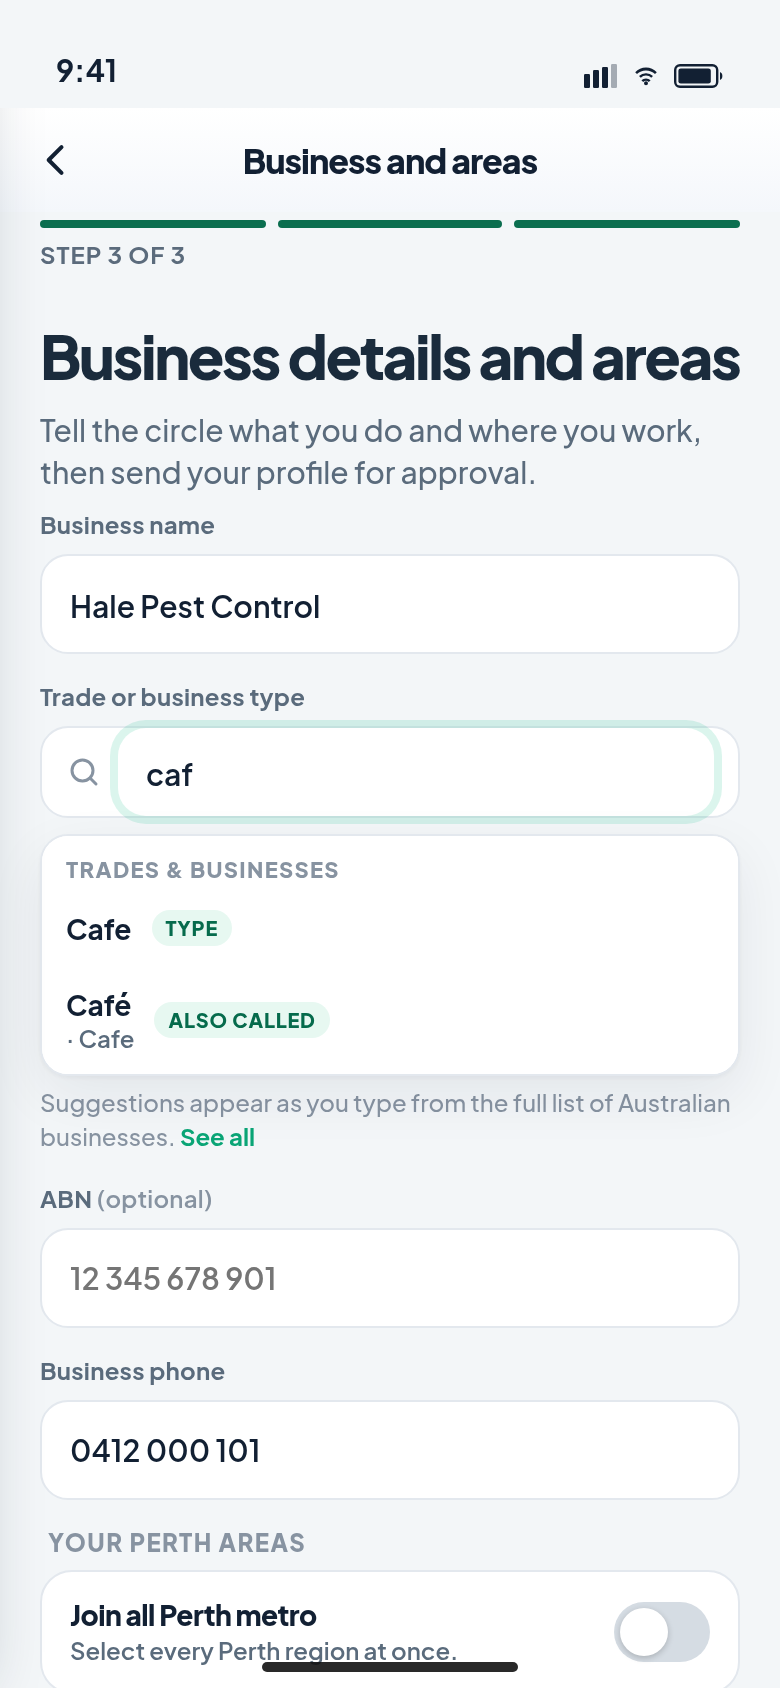 9:41
Business and areas
STEP 3 OF 3
Business details and areas
Tell the circle what you do and where you work,
then send your profile for approval.
Business name
Hale Pest Control
Trade or business type
caf
TRADES & BUSINESSES
Cafe TYPE
Café
· Cafe ALSO CALLED
Suggestions appear as you type from the full list of Australian
businesses. See all
ABN (optional)
12 345 678 901
Business phone
0412 000 101
YOUR PERTH AREAS
Join all Perth metro
Select every Perth region at once.